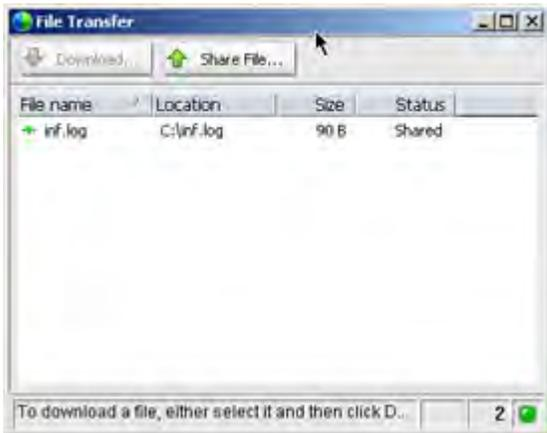 File Transfer
Download... Share File...
File name Location Size Status
inf.log C:\inf.log 90 B Shared
To download a file, either select it and then click D... 2